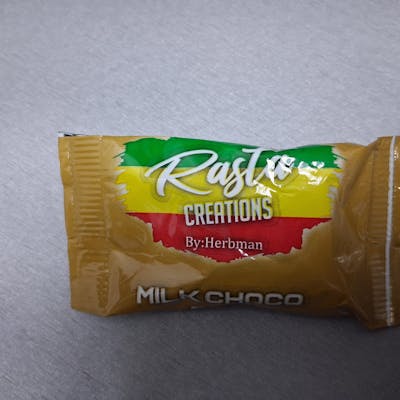 Rasta
CREATIONS
By:Herbman
MILK CHOCO